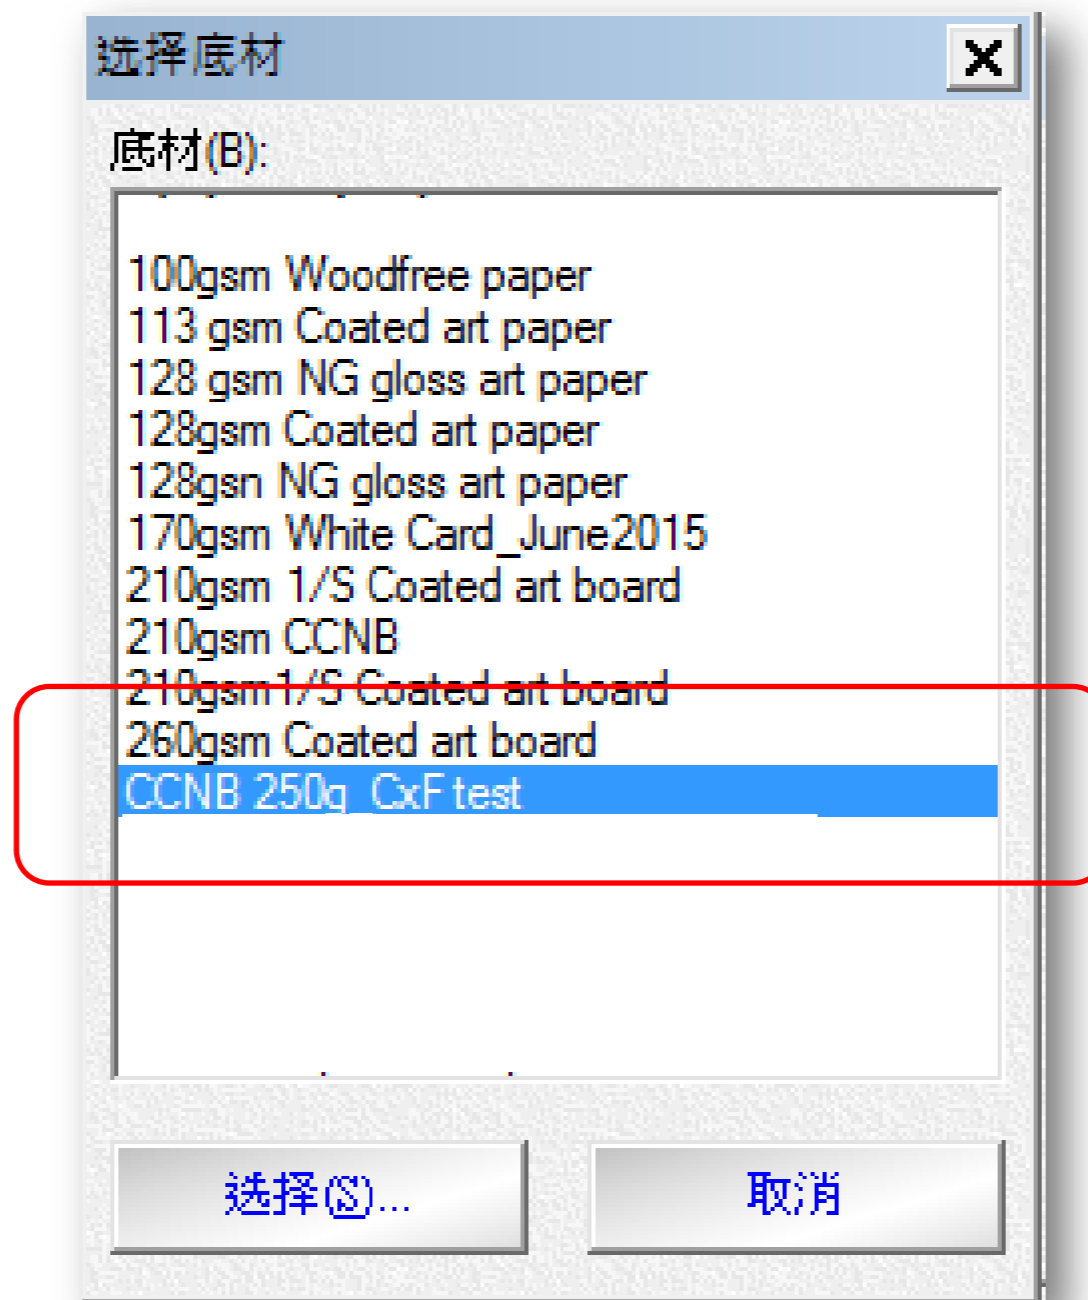 选择底材
底材(B):
100gsm Woodfree paper
113 gsm Coated art paper
128 gsm NG gloss art paper
128gsm Coated art paper
128gsn NG gloss art paper
170gsm White Card_June2015
210gsm 1/S Coated art board
210gsm CCNB
210gsm1/S Coated art board
260gsm Coated art board
CCNB 250g_CxF test
选择(S)...
取消